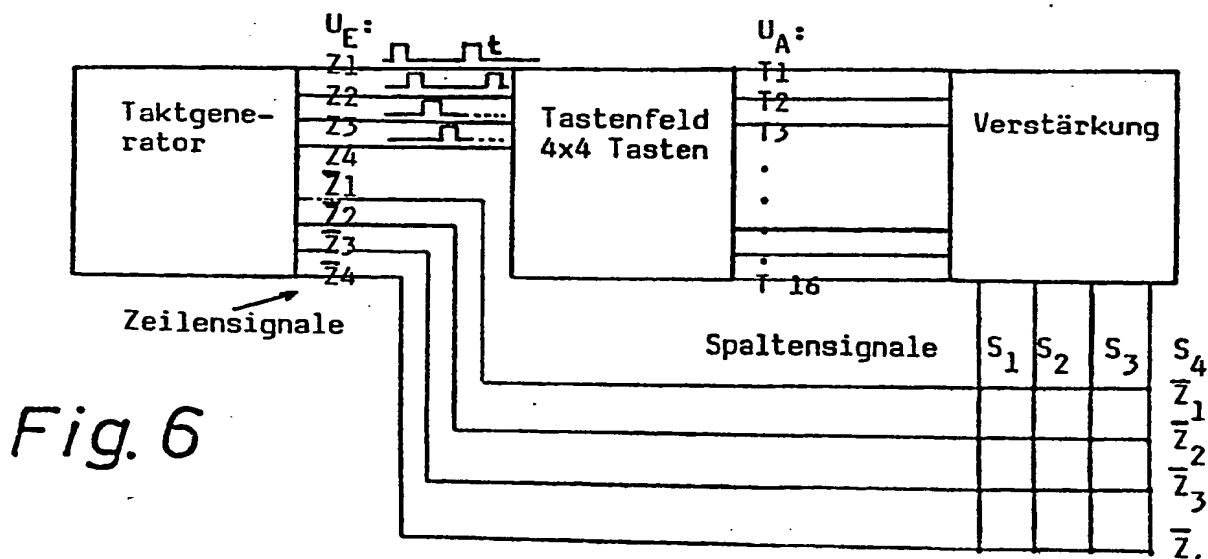 U_E:
U_A:
t
Z1
Z2
Z3
Z4
Z̅1
Z̅2
Z̅3
Z̅4
Taktgene-
rator
Tastenfeld
4x4 Tasten
T1
T2
T3
T 16
Verstärkung
Zeilensignale
Spaltensignale
S₁ S₂ S₃ S₄
Z̅₁
Z̅₂
Z̅₃
Z̅
Fig. 6